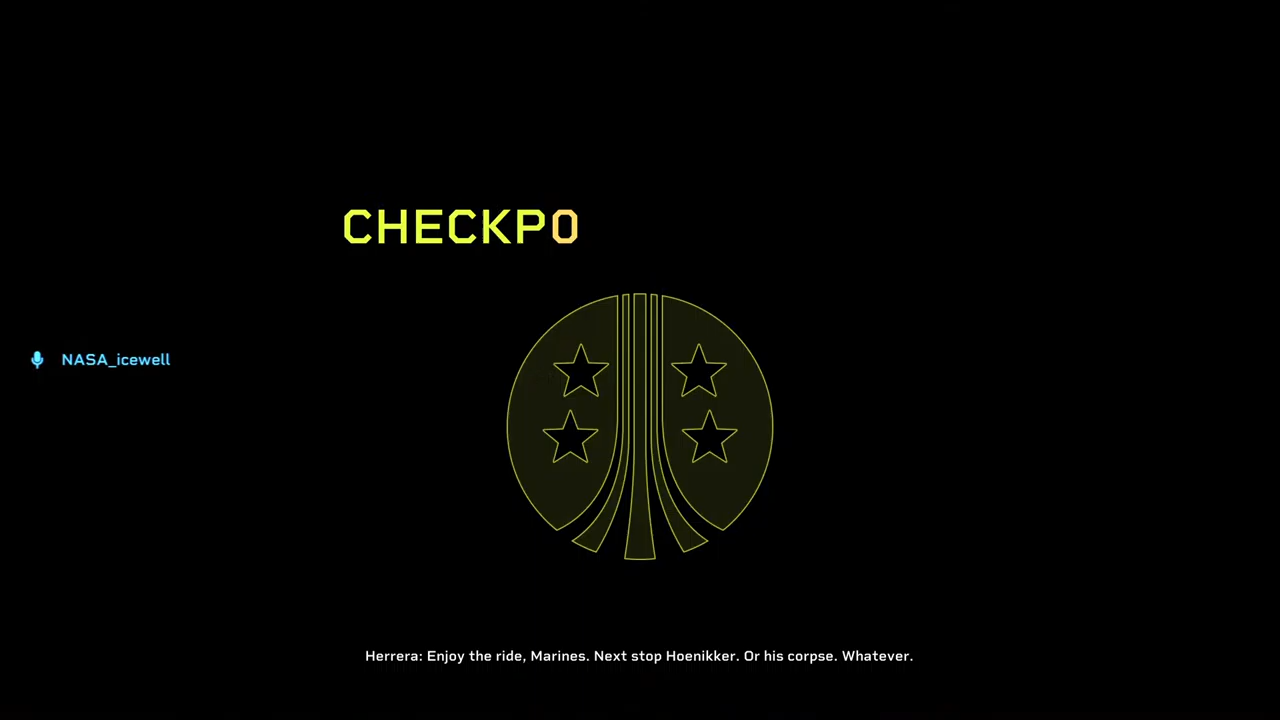 CHECKPO
NASA_icewell
Herrera: Enjoy the ride, Marines. Next stop Hoenikker. Or his corpse. Whatever.